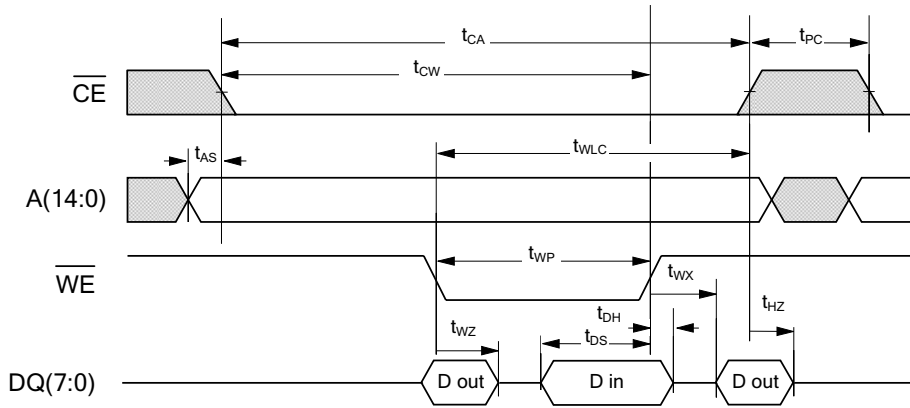 tCA
tPC
tCW
CE
tAS
tWLC
A(14:0)
tWP
WE
tWX
tDH
tHZ
tWZ
tDS
DQ(7:0)
D out
D in
D out